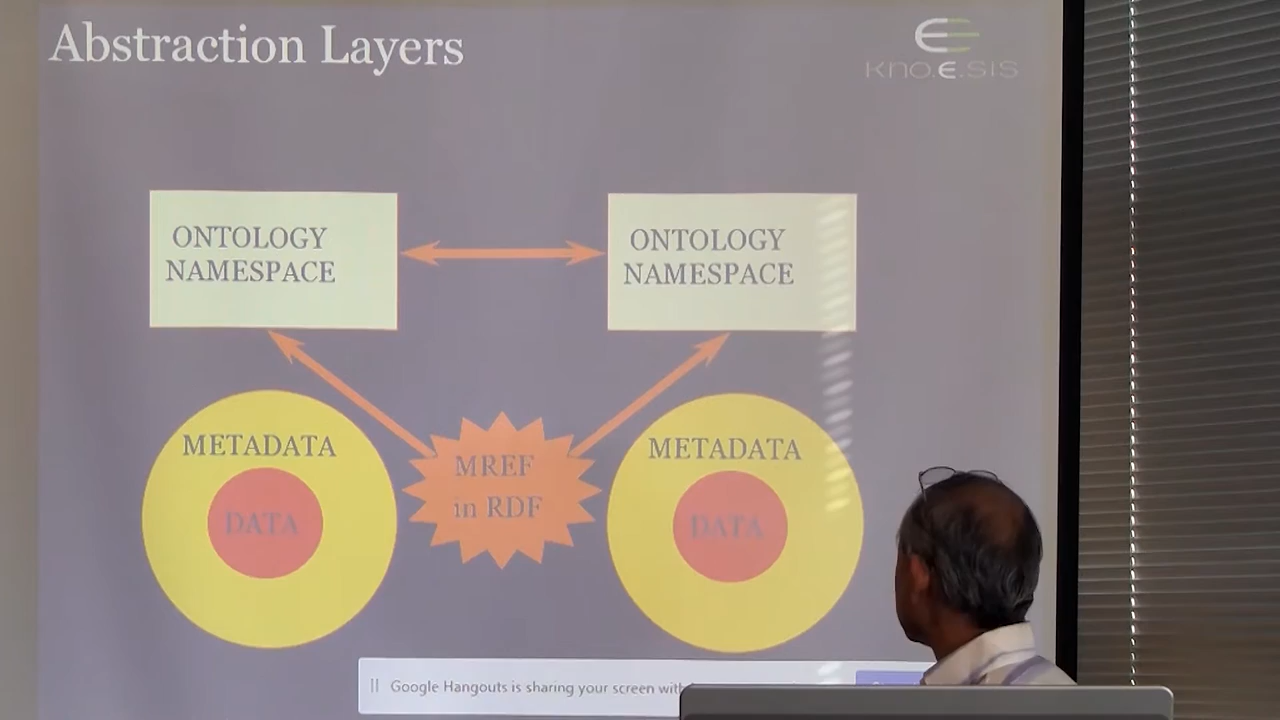 Abstraction Layers
kno.e.sis
ONTOLOGY
NAMESPACE
ONTOLOGY
NAMESPACE
METADATA
DATA
MREF
in RDF
METADATA
DATA
Google Hangouts is sharing your screen with